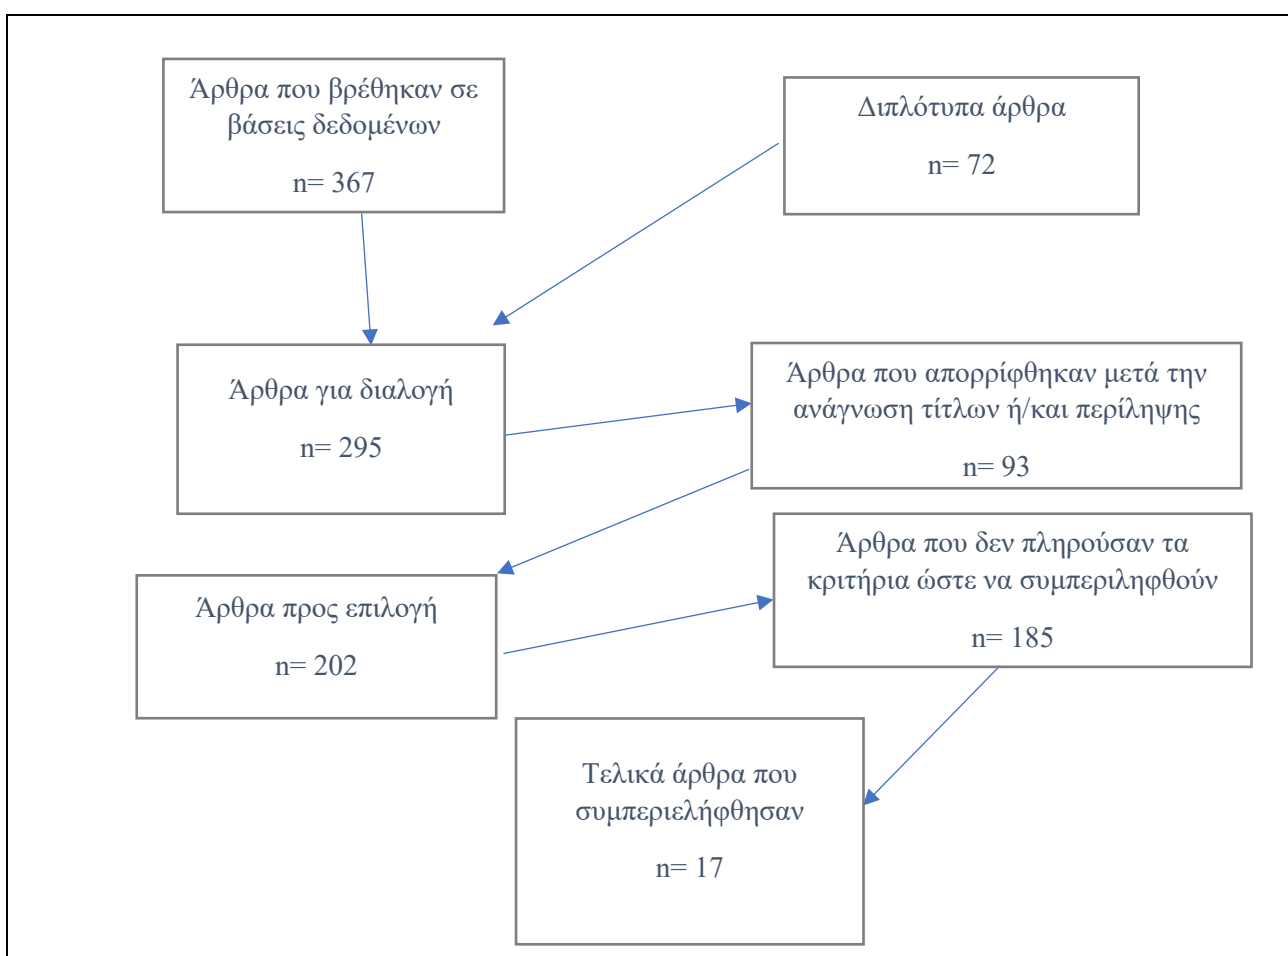 Άρθρα που βρέθηκαν σε
βάσεις δεδομένων
n= 367
Διπλότυπα άρθρα
n= 72
Άρθρα για διαλογή
n= 295
Άρθρα που απορρίφθηκαν μετά την
ανάγνωση τίτλων ή/και περίληψης
n= 93
Άρθρα προς επιλογή
n= 202
Άρθρα που δεν πληρούσαν τα
κριτήρια ώστε να συμπεριληφθούν
n= 185
Τελικά άρθρα που
συμπεριελήφθησαν
n= 17